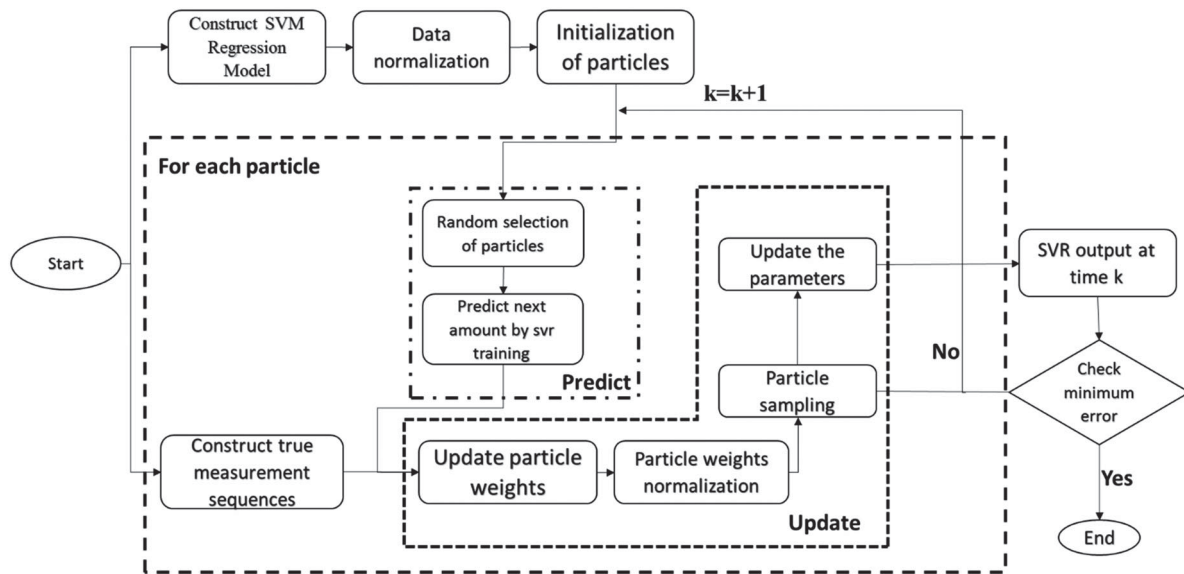 Construct SVM
Regression
Model
Data
normalization
Initialization
of particles
k=k+1
For each particle
Random selection
of particles
Start
Update the
parameters
SVR output at
time k
Predict next
amount by svr
training
Predict
No
Particle
sampling
Check
minimum
error
Construct true
measurement
sequences
Update particle
weights
Particle weights
normalization
Update
Yes
End